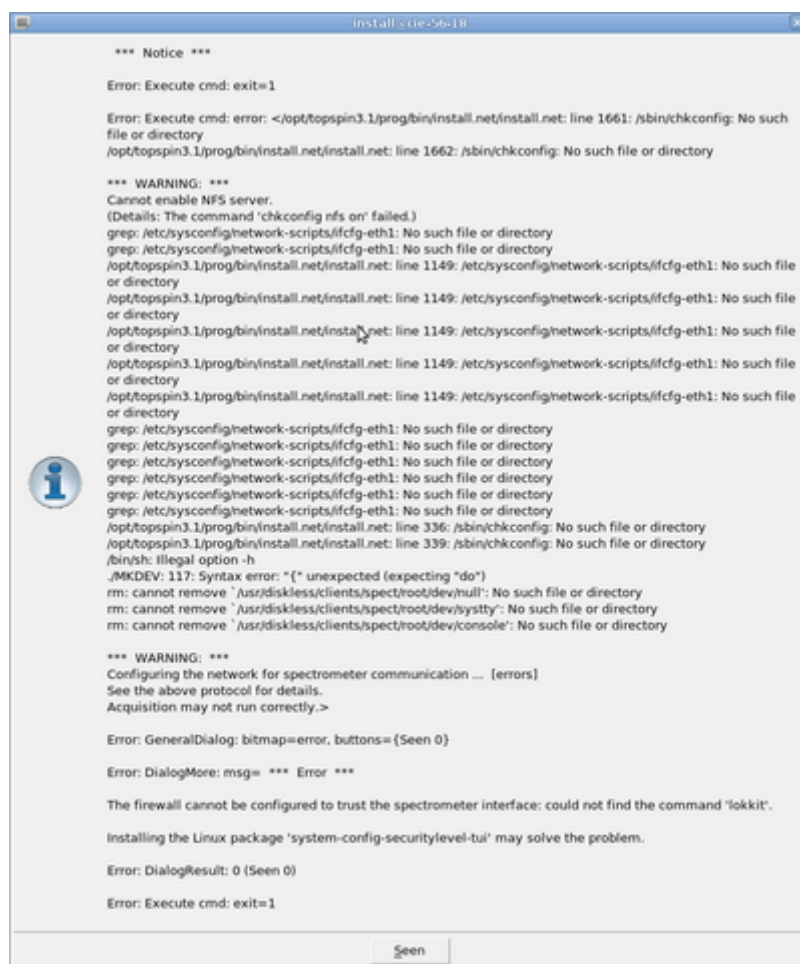 install scie-56-18
*** Notice ***
Error: Execute cmd: exit=1
Error: Execute cmd: error: </opt/topspin3.1/prog/bin/install.net/install.net: line 1661: /sbin/chkconfig: No such
file or directory
/opt/topspin3.1/prog/bin/install.net/install.net: line 1662: /sbin/chkconfig: No such file or directory
*** WARNING: ***
Cannot enable NFS server.
(Details: The command 'chkconfig nfs on' failed.)
grep: /etc/sysconfig/network-scripts/ifcfg-eth1: No such file or directory
grep: /etc/sysconfig/network-scripts/ifcfg-eth1: No such file or directory
/opt/topspin3.1/prog/bin/install.net/install.net: line 1149: /etc/sysconfig/network-scripts/ifcfg-eth1: No such file
or directory
/opt/topspin3.1/prog/bin/install.net/install.net: line 1149: /etc/sysconfig/network-scripts/ifcfg-eth1: No such file
or directory
/opt/topspin3.1/prog/bin/install.net/install.net: line 1149: /etc/sysconfig/network-scripts/ifcfg-eth1: No such file
or directory
/opt/topspin3.1/prog/bin/install.net/install.net: line 1149: /etc/sysconfig/network-scripts/ifcfg-eth1: No such file
or directory
/opt/topspin3.1/prog/bin/install.net/install.net: line 1149: /etc/sysconfig/network-scripts/ifcfg-eth1: No such file
or directory
grep: /etc/sysconfig/network-scripts/ifcfg-eth1: No such file or directory
grep: /etc/sysconfig/network-scripts/ifcfg-eth1: No such file or directory
grep: /etc/sysconfig/network-scripts/ifcfg-eth1: No such file or directory
grep: /etc/sysconfig/network-scripts/ifcfg-eth1: No such file or directory
grep: /etc/sysconfig/network-scripts/ifcfg-eth1: No such file or directory
grep: /etc/sysconfig/network-scripts/ifcfg-eth1: No such file or directory
/opt/topspin3.1/prog/bin/install.net/install.net: line 336: /sbin/chkconfig: No such file or directory
/opt/topspin3.1/prog/bin/install.net/install.net: line 339: /sbin/chkconfig: No such file or directory
/bin/sh: Illegal option -h
./MKDEV: 117: Syntax error: "{" unexpected (expecting "do")
rm: cannot remove `/usr/diskless/clients/spect/root/dev/null': No such file or directory
rm: cannot remove `/usr/diskless/clients/spect/root/dev/systty': No such file or directory
rm: cannot remove `/usr/diskless/clients/spect/root/dev/console': No such file or directory
*** WARNING: ***
Configuring the network for spectrometer communication ... [errors]
See the above protocol for details.
Acquisition may not run correctly.>
Error: GeneralDialog: bitmap=error, buttons={Seen 0}
Error: DialogMore: msg= *** Error ***
The firewall cannot be configured to trust the spectrometer interface: could not find the command 'lokkit'.
Installing the Linux package 'system-config-securitylevel-tui' may solve the problem.
Error: DialogResult: 0 (Seen 0)
Error: Execute cmd: exit=1
Seen